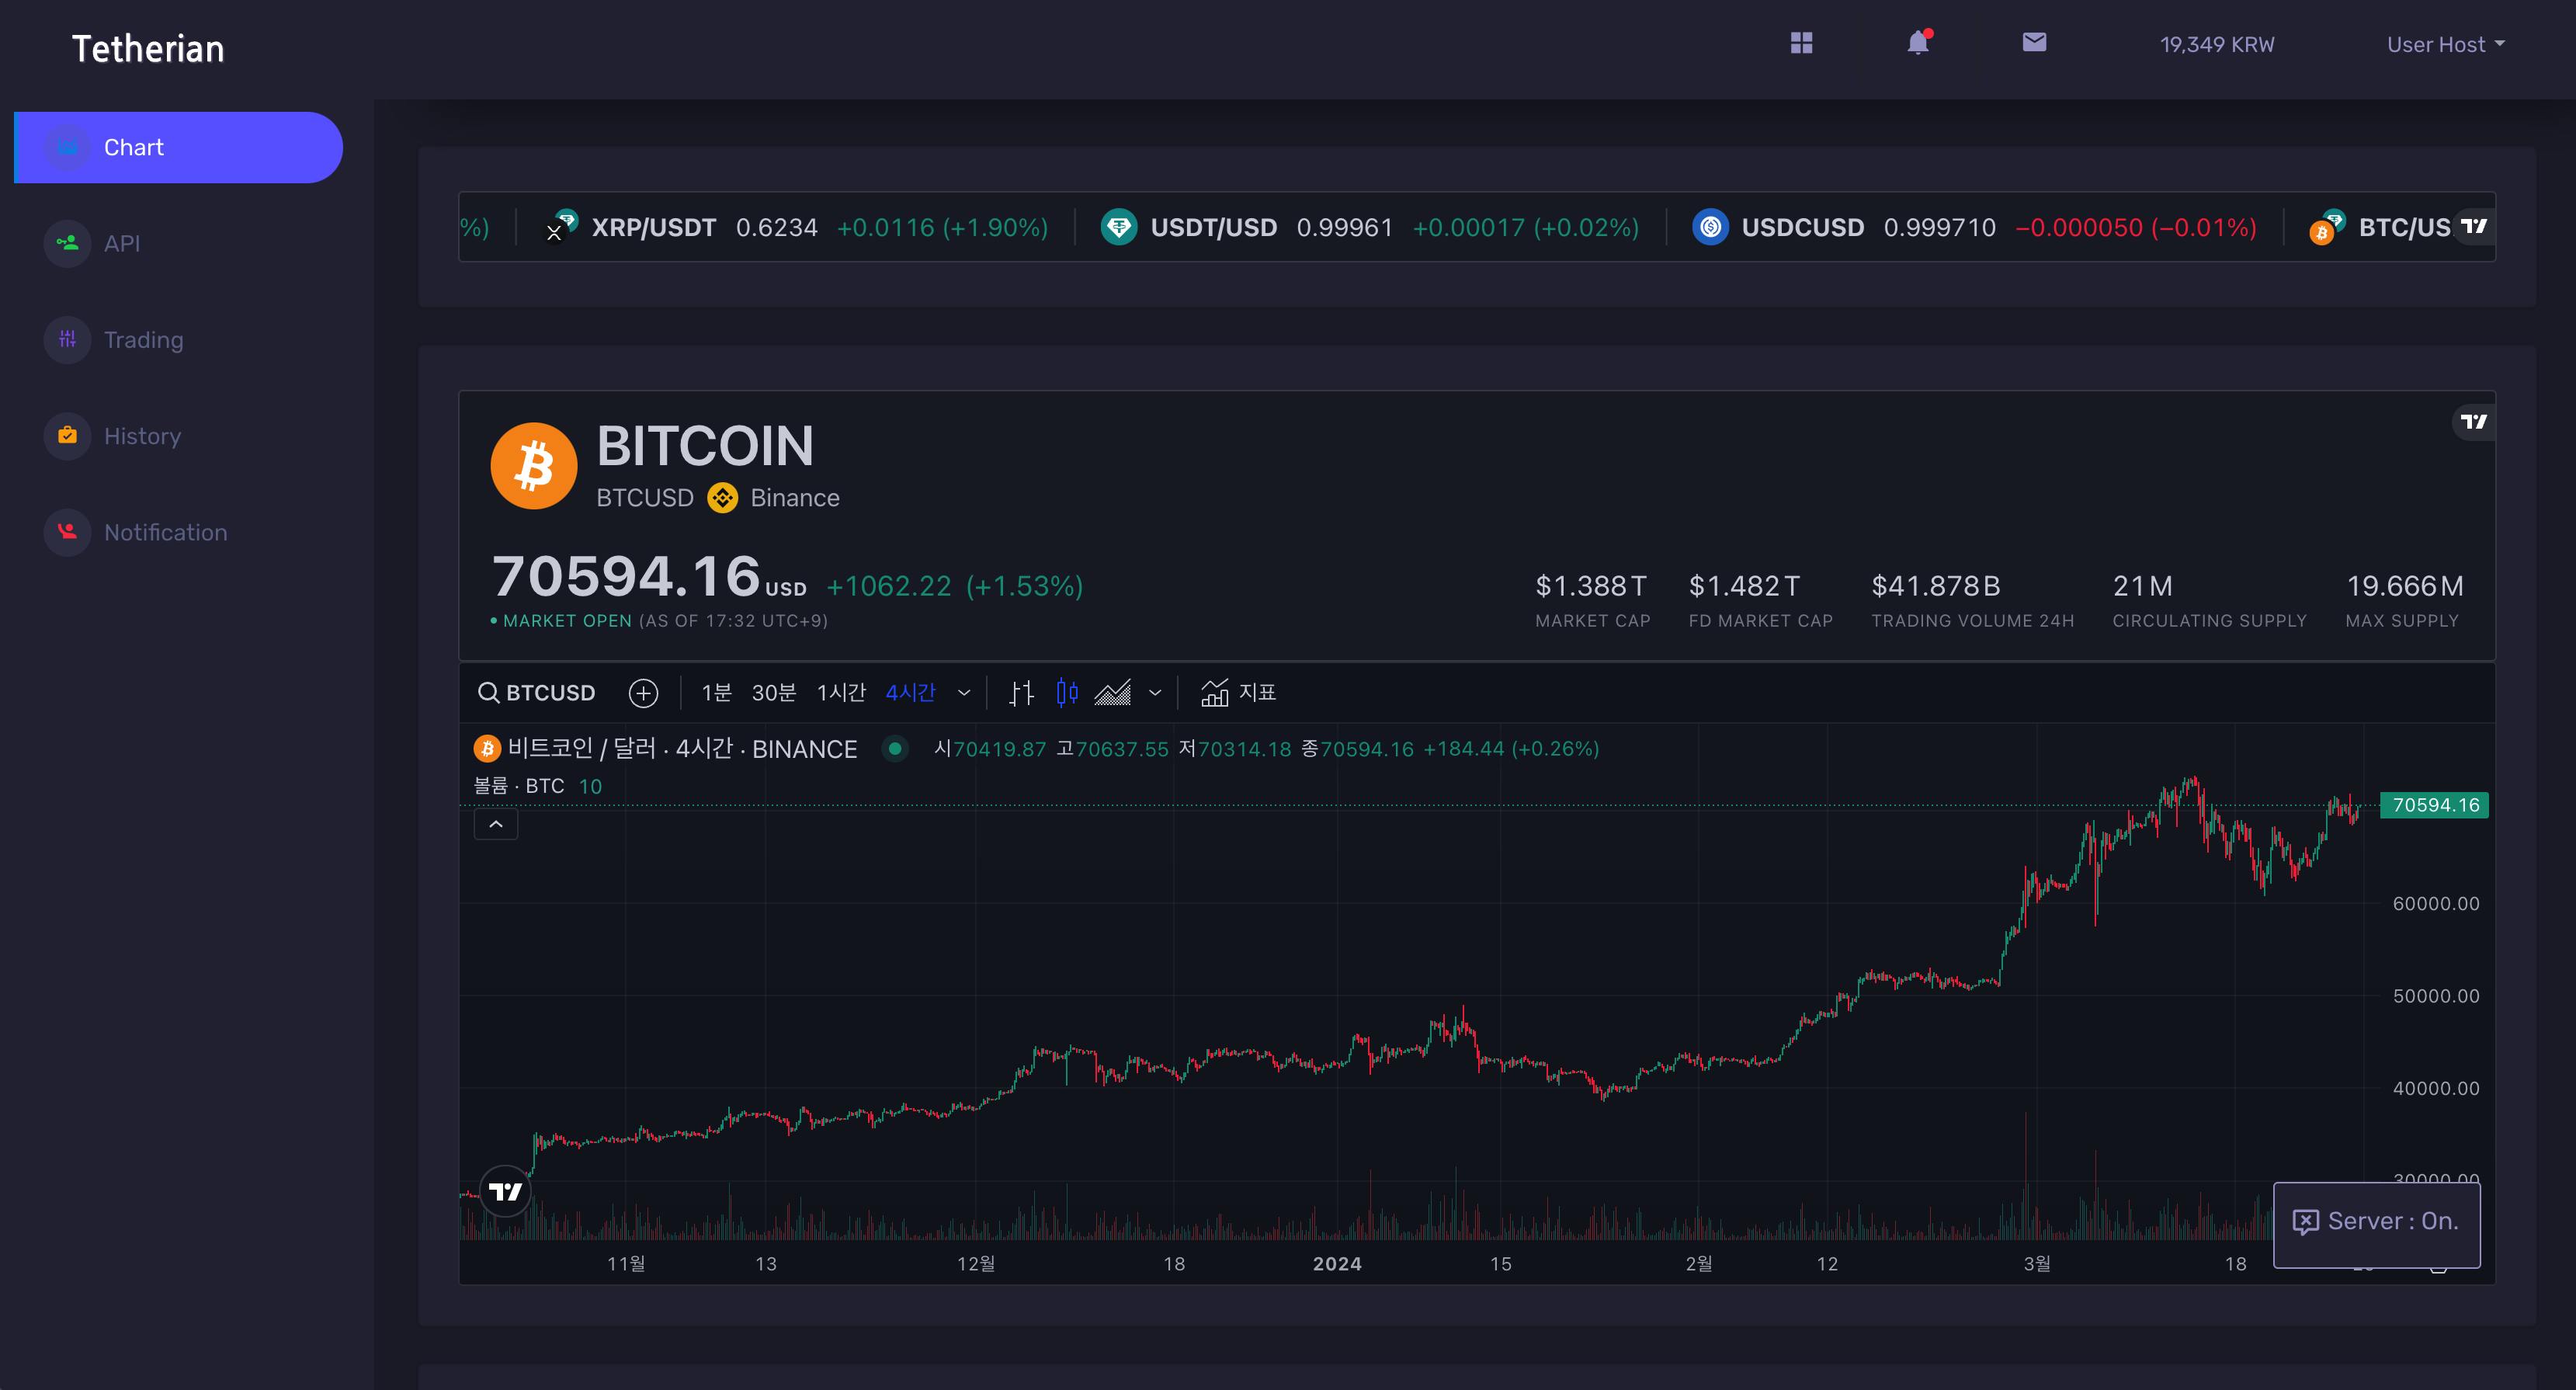 Tetherian
19,349 KRW
User Host
Chart
API
Trading
History
Notification
%)
XRP/USDT 0.6234 +0.0116 (+1.90%)
USDT/USD 0.99961 +0.00017 (+0.02%)
USDCUSD 0.999710 −0.000050 (−0.01%)
BTC/US
BITCOIN
BTCUSD Binance
70594.16 USD +1062.22 (+1.53%)
• MARKET OPEN (AS OF 17:32 UTC+9)
$1.388T
MARKET CAP
$1.482T
FD MARKET CAP
$41.878B
TRADING VOLUME 24H
21M
CIRCULATING SUPPLY
19.666M
MAX SUPPLY
BTCUSD 1분 30분 1시간 4시간 지표
비트코인 / 달러 · 4시간 · BINANCE 시70419.87 고70637.55 저70314.18 종70594.16 +184.44 (+0.26%)
볼륨 · BTC 10
70594.16
60000.00
50000.00
40000.00
30000.00
Server : On.
11월 13 12월 18 2024 15 2월 12 3월 18